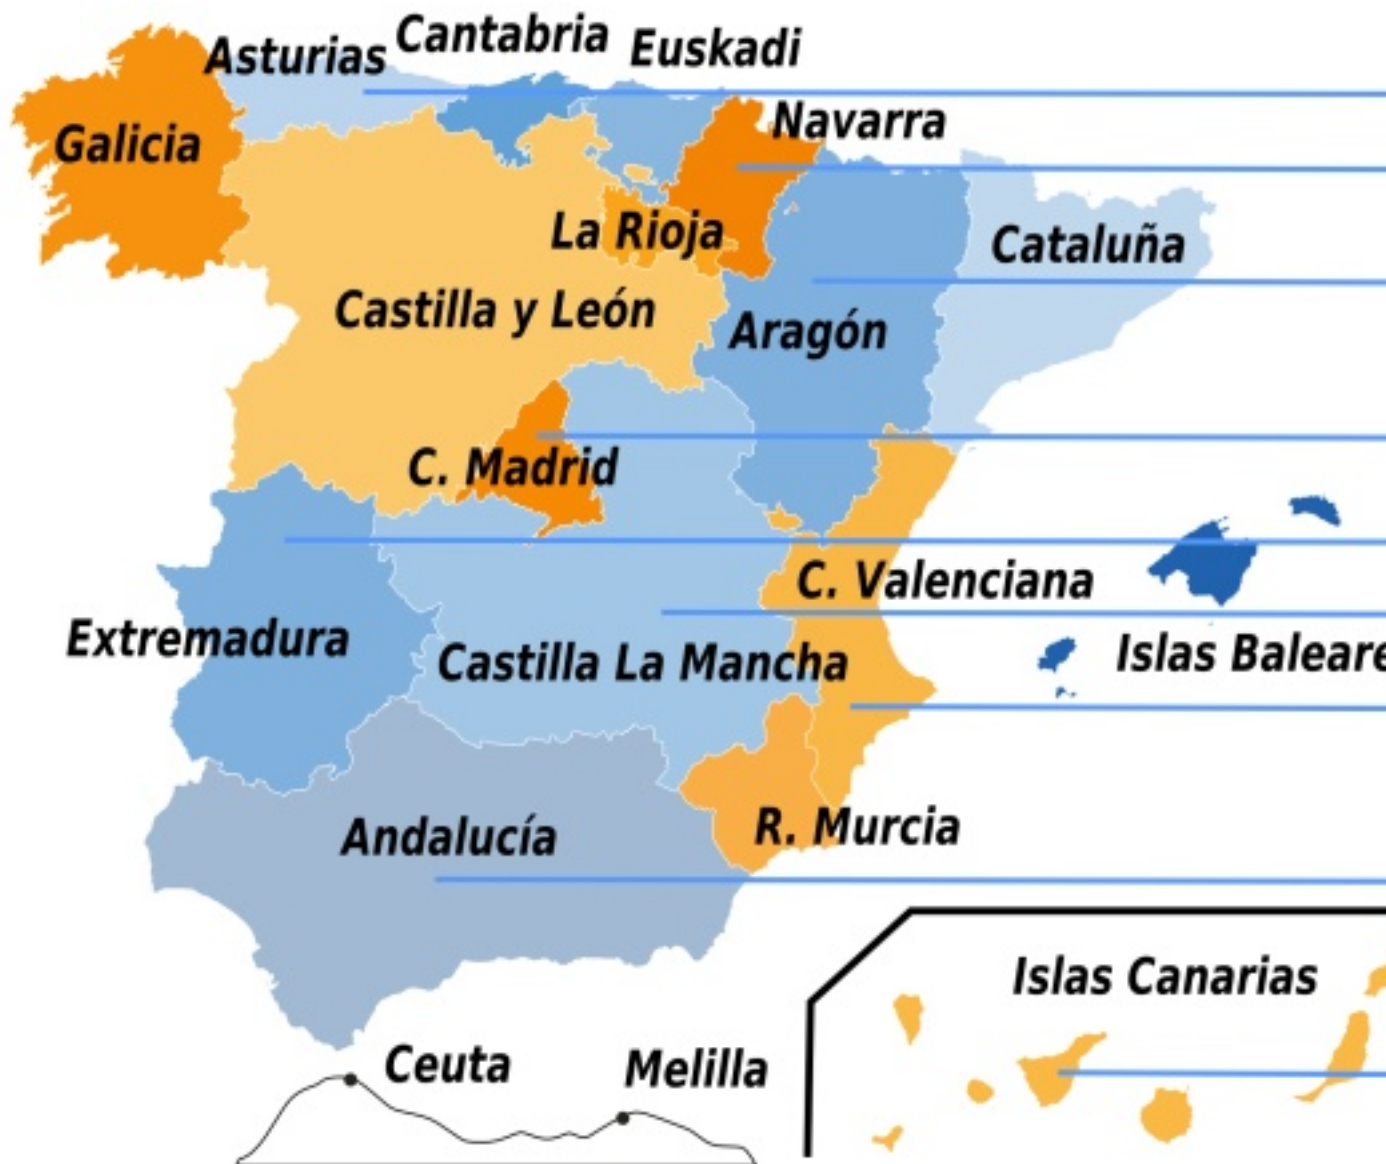 Cantabria
Asturias
Euskadi
Navarra
Galicia
La Rioja
Cataluña
Castilla y León
Aragón
C. Madrid
C. Valenciana
Extremadura
Castilla La Mancha
Islas Baleare
R. Murcia
Andalucía
Islas Canarias
Ceuta
Melilla